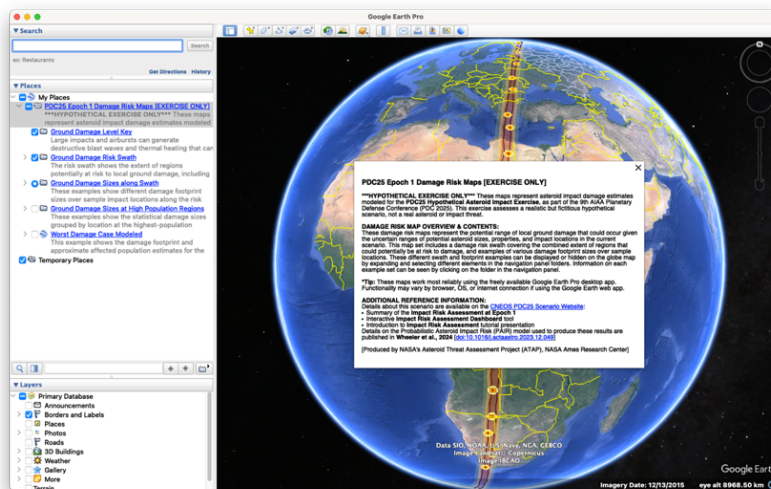 Google Earth Pro
Search
Search
ex: Restaurants
Get Directions History
Places
My Places
PDC25 Epoch 1 Damage Risk Maps [EXERCISE ONLY]
***HYPOTHETICAL EXERCISE ONLY*** These maps
represent asteroid impact damage estimates modeled
Ground Damage Level Key
Large impacts and airbursts can generate
destructive blast waves and thermal heating that can
Ground Damage Risk Swath
The risk swath shows the extent of regions
potentially at risk to local ground damage, including
Ground Damage Sizes along Swath
These examples show different damage footprint
sizes over sample impact locations along the risk
Ground Damage Sizes at High Population Regions
These examples show the statistical damage sizes
grouped by location at the highest-population
Worst Damage Case Modeled
This example shows the damage footprint and
approximate affected population estimates for the
Temporary Places
Layers
Primary Database
Announcements
Borders and Labels
Places
Photos
Roads
3D Buildings
Weather
Gallery
More
Terrain
N
PDC25 Epoch 1 Damage Risk Maps [EXERCISE ONLY]
***HYPOTHETICAL EXERCISE ONLY*** These maps represent asteroid impact damage estimates
modeled for the PDC25 Hypothetical Asteroid Impact Exercise, as part of the 9th AIAA Planetary
Defense Conference (PDC 2025). This exercise assesses a realistic but fictitious hypothetical
scenario, not a real asteroid or impact threat.
DAMAGE RISK MAP OVERVIEW & CONTENTS:
These damage risk maps represent the potential range of local ground damage that could occur given
the uncertain ranges of potential asteroid sizes, properties, and impact locations in the current
scenario. This map set includes a damage risk swath covering the combined extent of regions that
could potentially be at risk to damage, and examples of various damage footprint sizes over sample
locations. These different swath and footprint examples can be displayed or hidden on the globe map
by expanding and selecting different elements in the navigation panel folders. Information on each
example set can be seen by clicking on the folder in the navigation panel.
*Tip: These maps work most reliably using the freely available Google Earth Pro desktop app.
Functionality may vary by browser, OS, or internet connection if using the Google Earth web app.
ADDITIONAL REFERENCE INFORMATION:
Details about this scenario are available on the CNEOS PDC25 Scenario Website:
• Summary of the Impact Risk Assessment at Epoch 1
• Interactive Impact Risk Assessment Dashboard tool
• Introduction to Impact Risk Assessment tutorial presentation
Details on the Probabilistic Asteroid Impact Risk (PAIR) model used to produce these results are
published in Wheeler et al., 2024 [doi:10.1016/j.actaastro.2023.12.049]
[Produced by NASA's Asteroid Threat Assessment Project (ATAP), NASA Ames Research Center]
Data SIO, NOAA, U.S. Navy, NGA, GEBCO
Image Landsat / Copernicus
Image IBCAO
Google Earth
Imagery Date: 12/13/2015 eye alt 8968.50 km